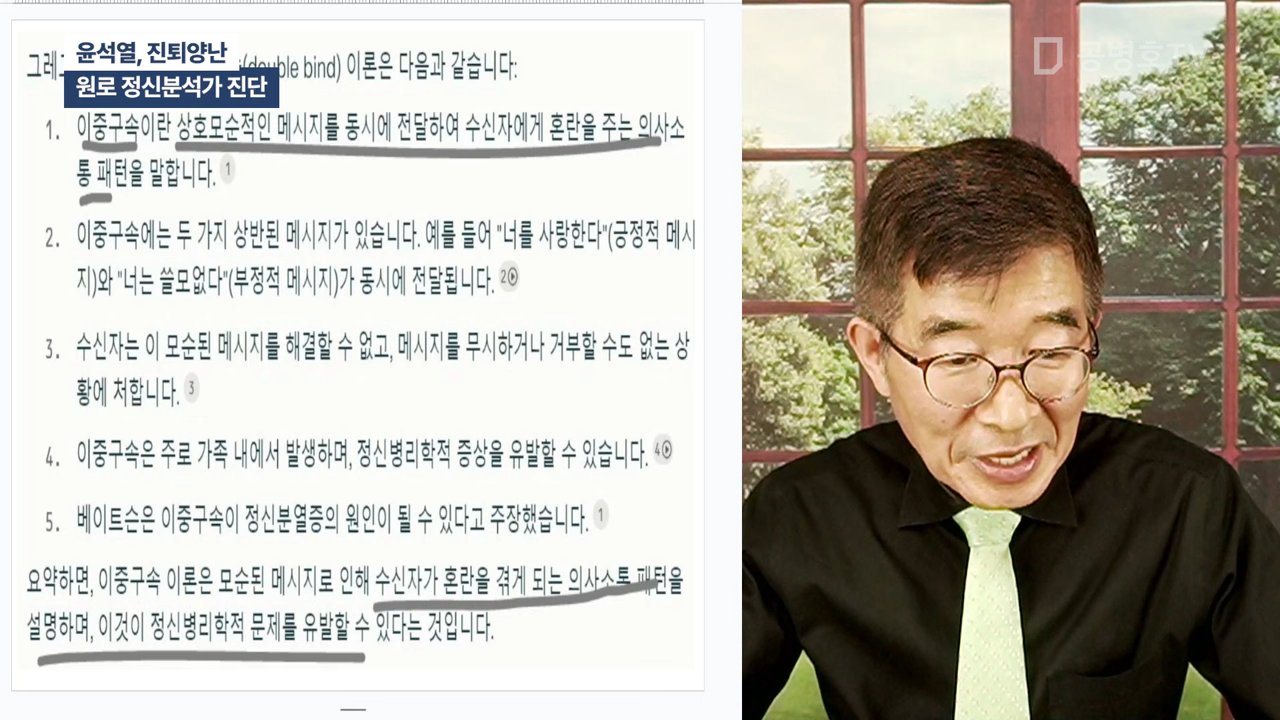 윤석열, 진퇴양난
원로 정신분석가 진단
그레
(double bind) 이론은 다음과 같습니다:
1. 이중구속이란 상호모순적인 메시지를 동시에 전달하여 수신자에게 혼란을 주는 의사소
통 패턴을 말합니다. 1
2. 이중구속에는 두 가지 상반된 메시지가 있습니다. 예를 들어 "너를 사랑한다"(긍정적 메시
지)와 "너는 쓸모없다"(부정적 메시지)가 동시에 전달됩니다. 2
3. 수신자는 이 모순된 메시지를 해결할 수 없고, 메시지를 무시하거나 거부할 수도 없는 상
황에 처합니다. 3
4. 이중구속은 주로 가족 내에서 발생하며, 정신병리학적 증상을 유발할 수 있습니다. 4
5. 베이트슨은 이중구속이 정신분열증의 원인이 될 수 있다고 주장했습니다. 1
요약하면, 이중구속 이론은 모순된 메시지로 인해 수신자가 혼란을 겪게 되는 의사소통 패턴을
설명하며, 이것이 정신병리학적 문제를 유발할 수 있다는 것입니다.